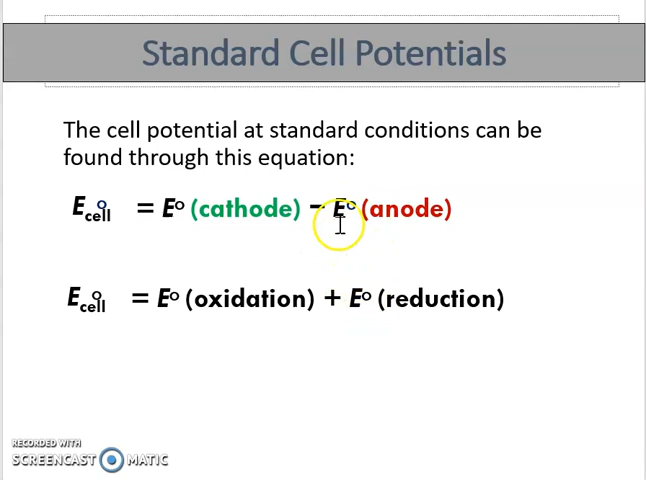 Standard Cell Potentials
The cell potential at standard conditions can be
found through this equation:
E°cell = E° (cathode) – E° (anode)
E°cell = E° (oxidation) + E° (reduction)
RECORDED WITH
SCREENCAST MATIC